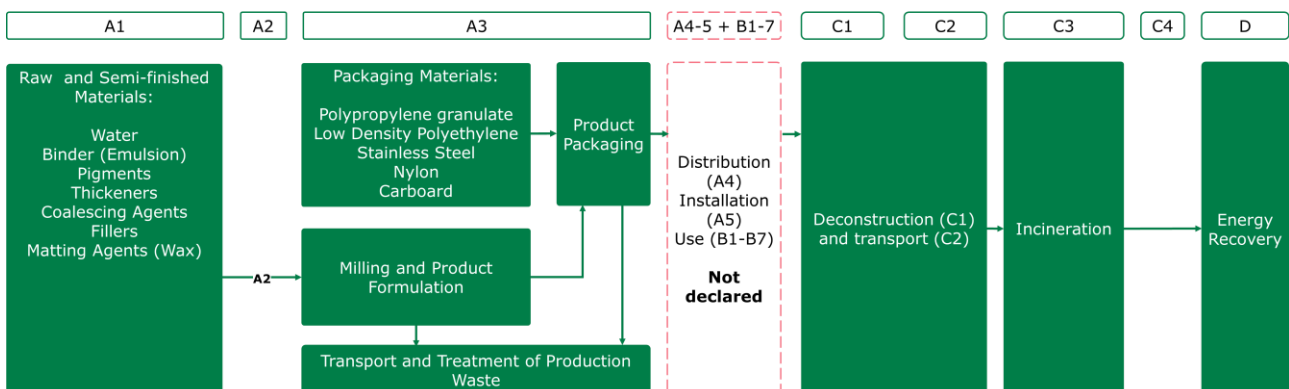 A1
A2
A3
A4-5 + B1-7
C1
C2
C3
C4
D
Raw and Semi-finished
Materials:
Water
Binder (Emulsion)
Pigments
Thickeners
Coalescing Agents
Fillers
Matting Agents (Wax)
A2
Packaging Materials:
Polypropylene granulate
Low Density Polyethylene
Stainless Steel
Nylon
Carboard
Product
Packaging
Milling and Product
Formulation
Transport and Treatment of Production
Waste
Distribution
(A4)
Installation
(A5)
Use (B1-B7)
Not
declared
Deconstruction (C1)
and transport (C2)
Incineration
Energy
Recovery